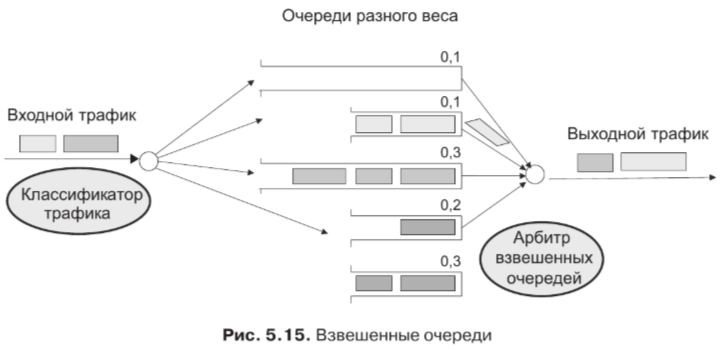 Очереди разного веса
0,1
0,1
Входной трафик
Выходной трафик
0,3
Классификатор
трафика
0,2
Арбитр
взвешенных
очередей
0,3
Рис. 5.15. Взвешенные очереди